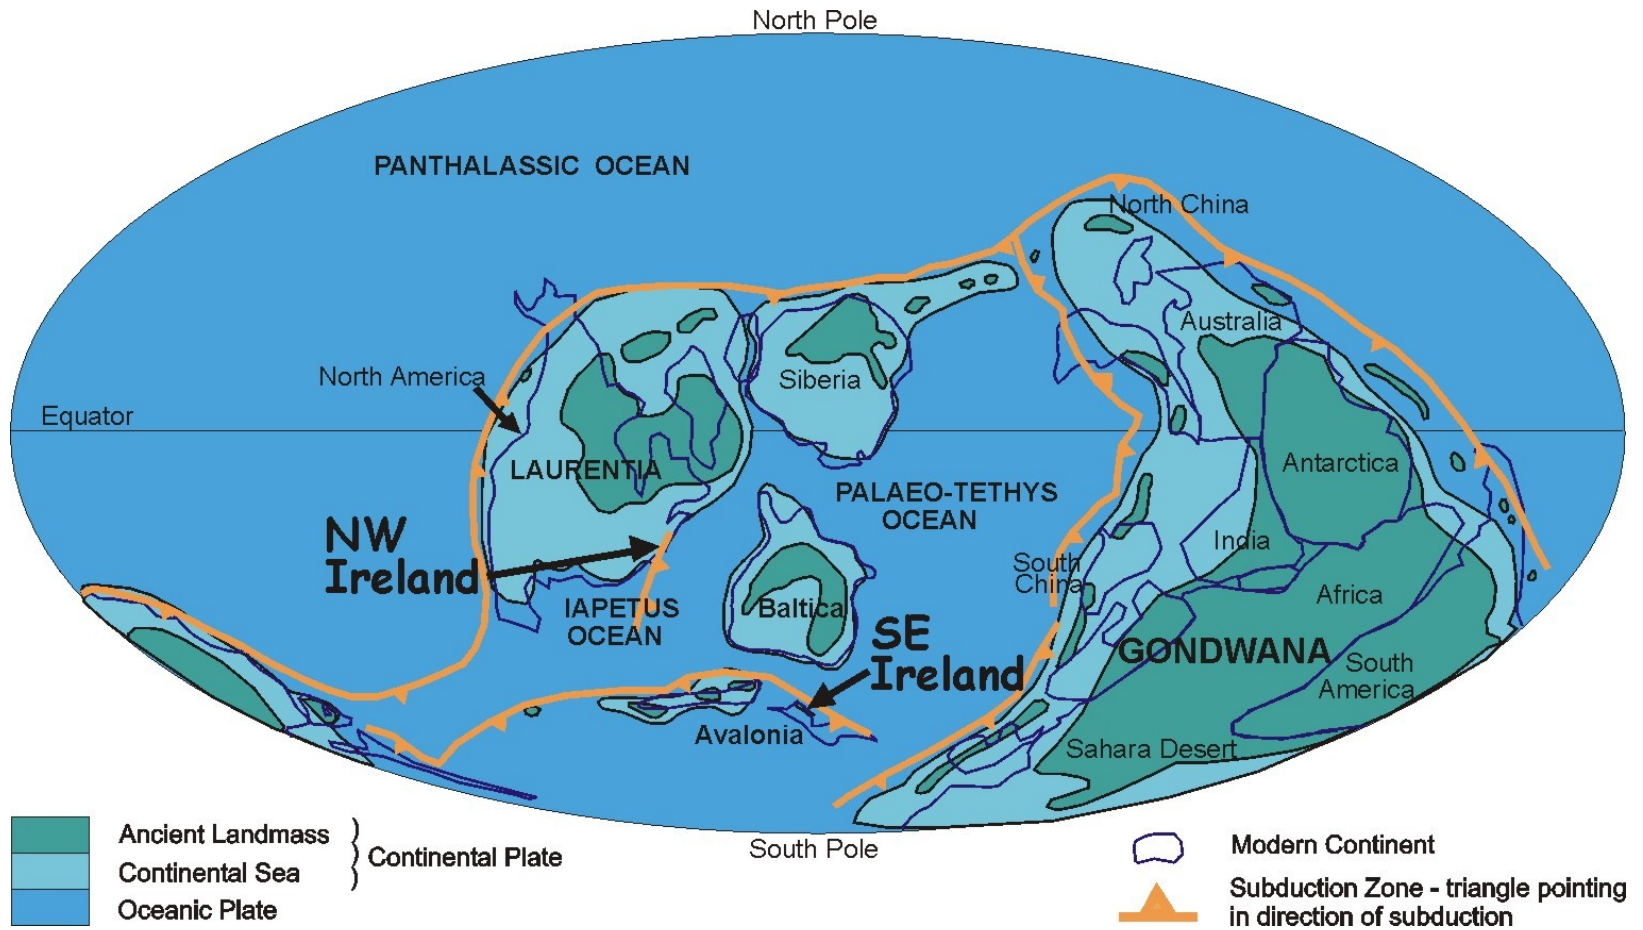 North Pole
PANTHALASSIC OCEAN
North China
Australia
North America
Siberia
Equator
LAURENTIA
Antarctica
PALAEO-TETHYS
OCEAN
NW
Ireland
India
South
China
Africa
IAPETUS
OCEAN
Baltica
SE
Ireland
GONDWANA
South
America
Avalonia
Sahara Desert
South Pole
Ancient Landmass
Continental Sea
Continental Plate
Oceanic Plate
Modern Continent
Subduction Zone - triangle pointing
in direction of subduction